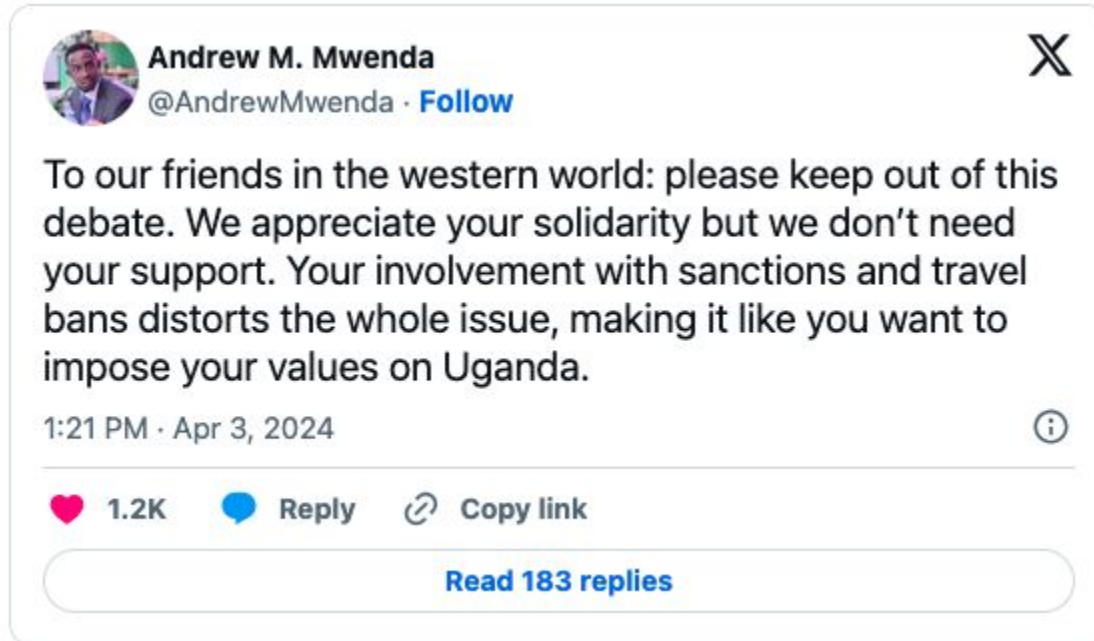 Andrew M. Mwenda
@AndrewMwenda · Follow
To our friends in the western world: please keep out of this
debate. We appreciate your solidarity but we don’t need
your support. Your involvement with sanctions and travel
bans distorts the whole issue, making it like you want to
impose your values on Uganda.
1:21 PM · Apr 3, 2024
1.2K Reply Copy link
Read 183 replies